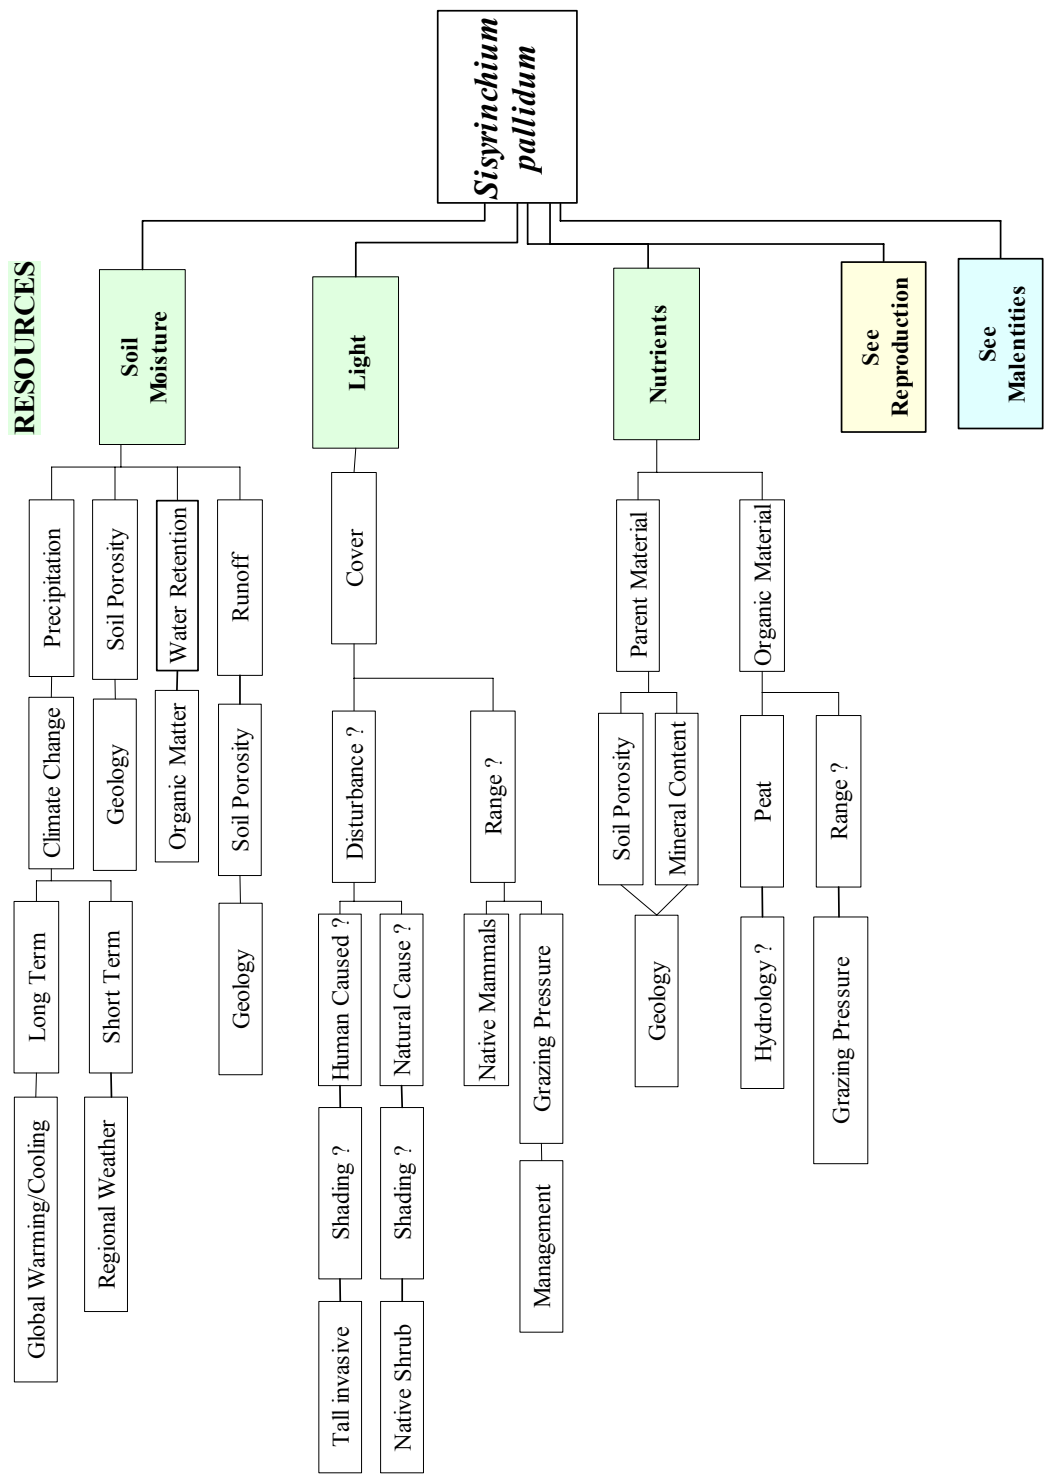 RESOURCES
Global Warming/Cooling
Long Term
Climate Change
Precipitation
Soil
Moisture
Regional Weather
Short Term
Geology
Soil Porosity
Organic Matter
Water Retention
Geology
Soil Porosity
Runoff
Tall invasive
Shading ?
Human Caused ?
Disturbance ?
Cover
Light
Native Shrub
Shading ?
Natural Cause ?
Native Mammals
Range ?
Management
Grazing Pressure
Sisyrinchium
pallidum
Geology
Soil Porosity
Mineral Content
Parent Material
Nutrients
Hydrology ?
Peat
Organic Material
Grazing Pressure
Range ?
See
Reproduction
See
Malentities